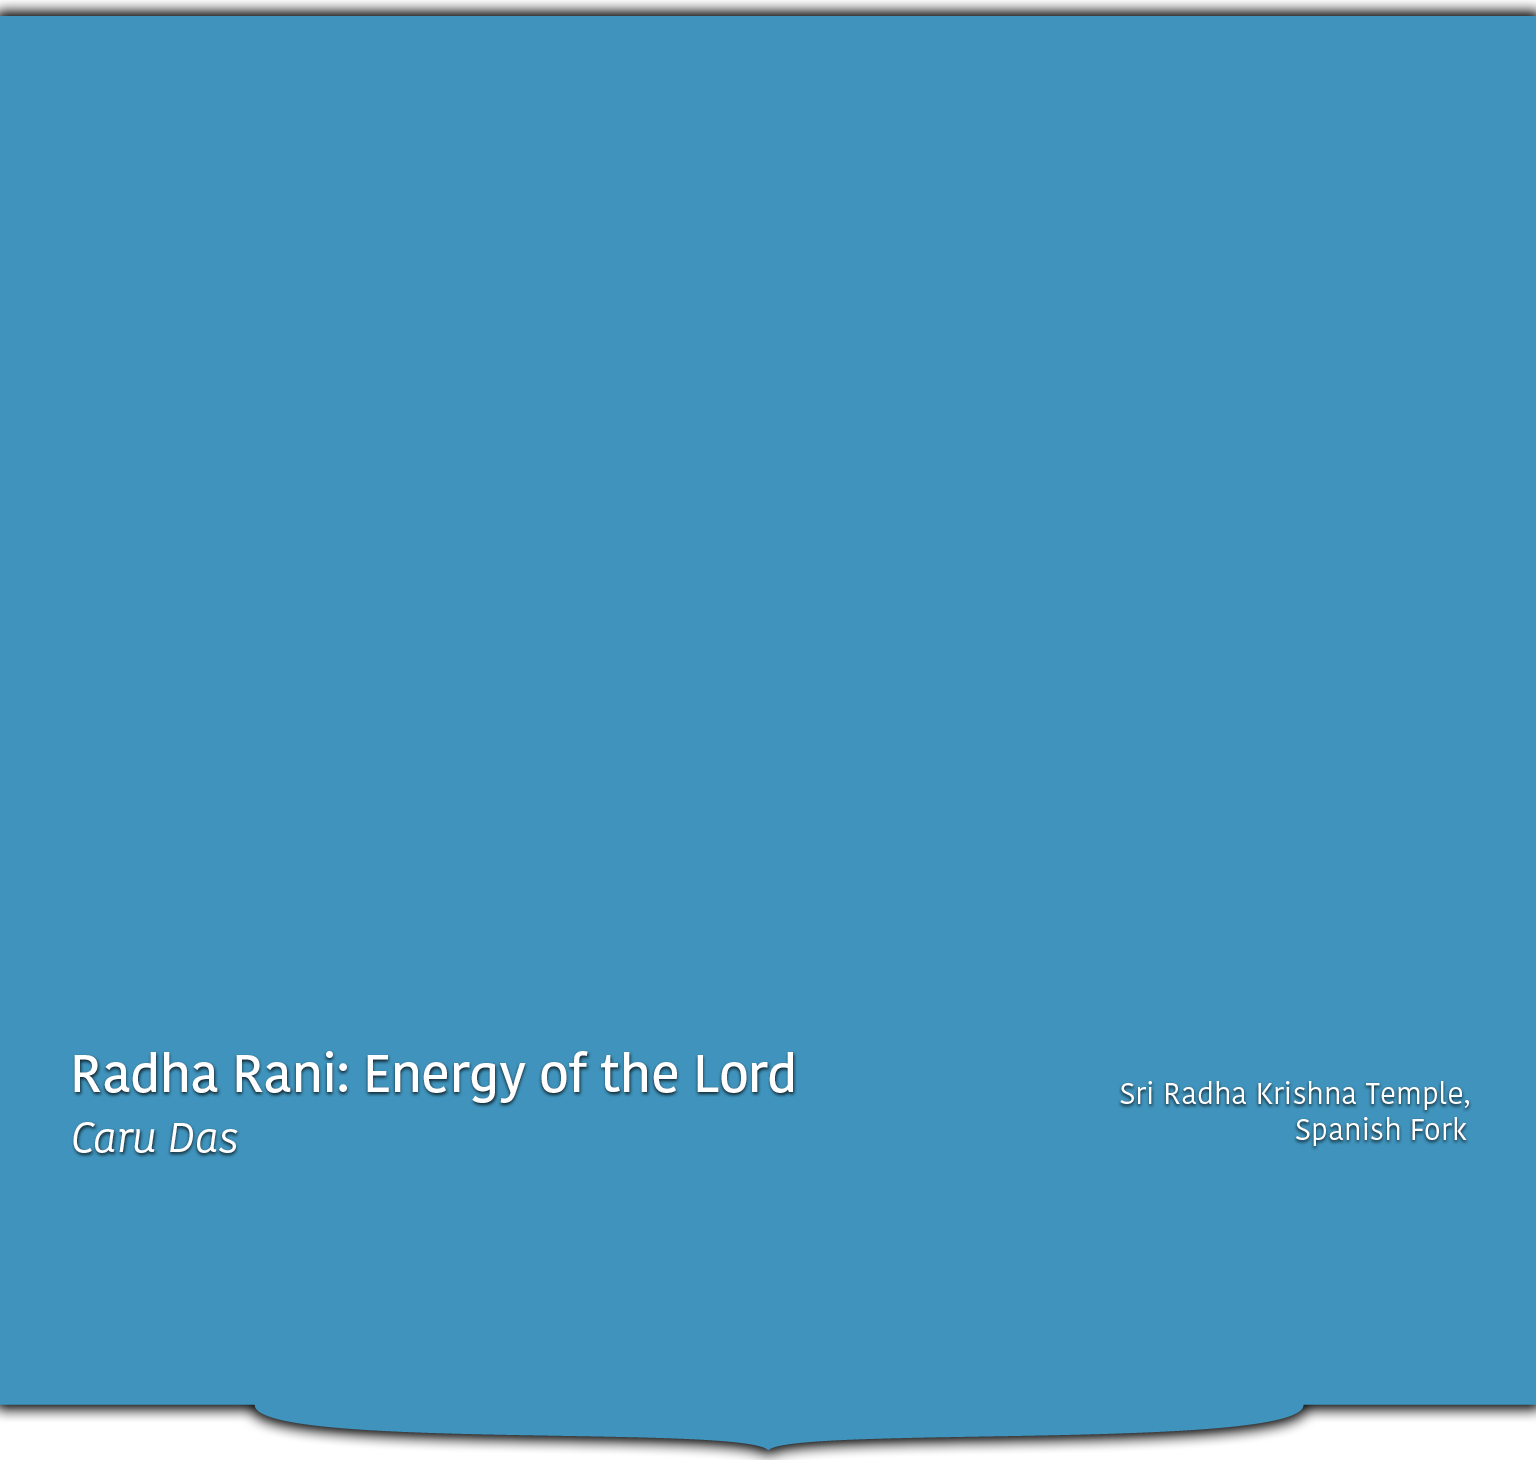 Radha Rani: Energy of the Lord
Caru Das
Sri Radha Krishna Temple,
Spanish Fork